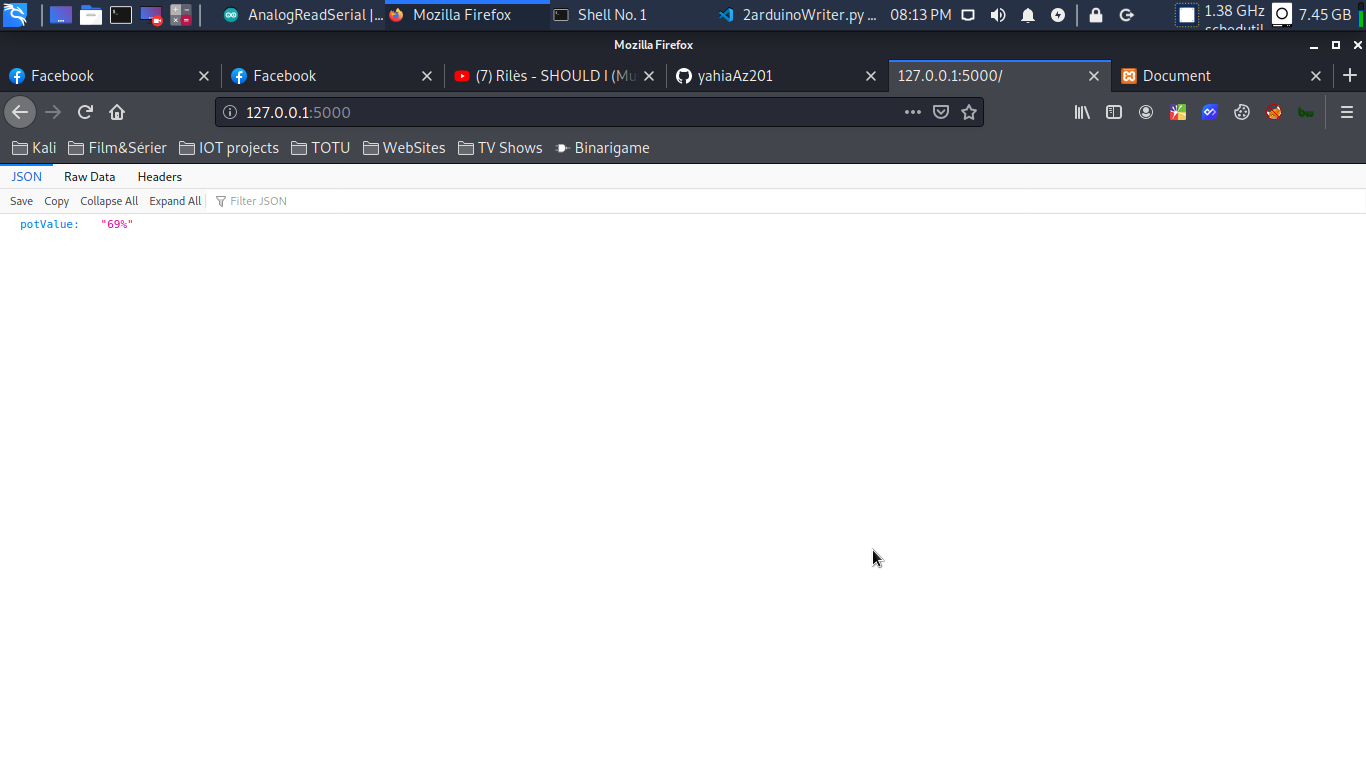 AnalogReadSerial |... Mozilla Firefox Shell No. 1 2arduinoWriter.py ... 08:13 PM 1.38 GHz schedutil 7.45 GB
Mozilla Firefox
Facebook Facebook (7) Rilès - SHOULD I (Mu yahiaAz201 127.0.0.1:5000/ Document
127.0.0.1:5000
Kali Film&Sérier IOT projects TOTU WebSites TV Shows Binarigame
JSON Raw Data Headers
Save Copy Collapse All Expand All Filter JSON
potValue: "69%"